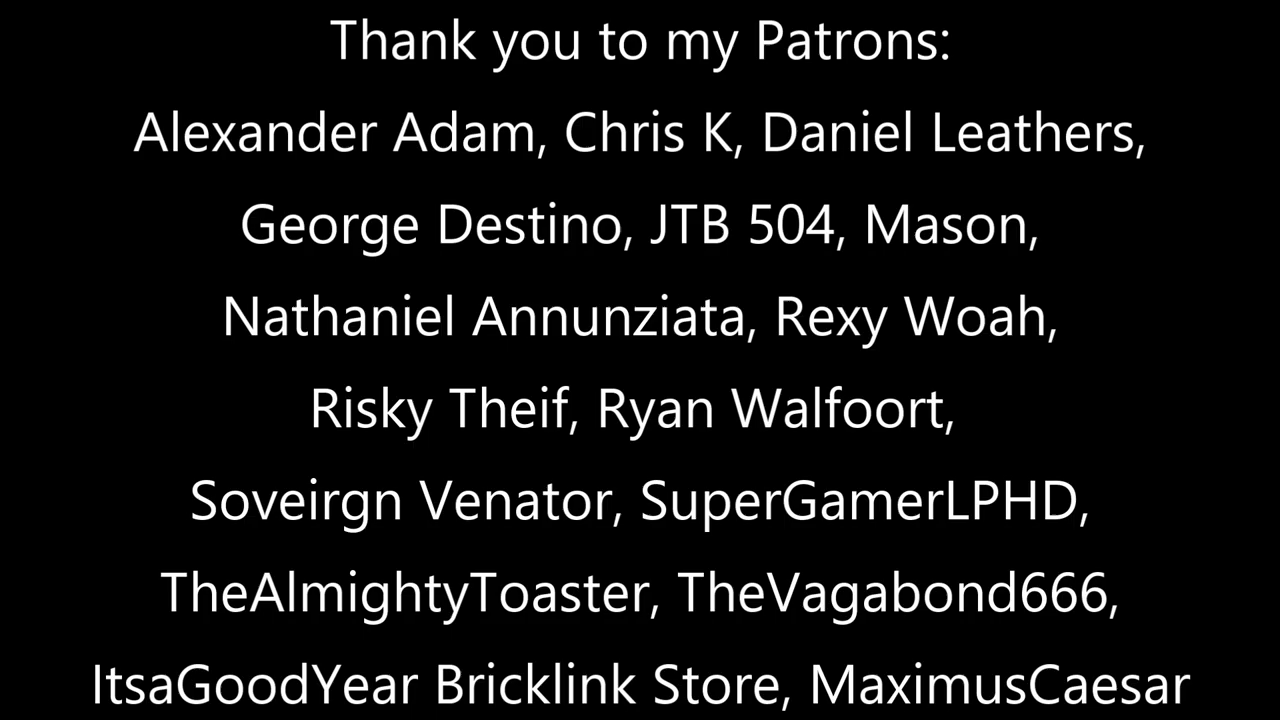 Thank you to my Patrons:
Alexander Adam, Chris K, Daniel Leathers,
George Destino, JTB 504, Mason,
Nathaniel Annunziata, Rexy Woah,
Risky Theif, Ryan Walfoort,
Soveirgn Venator, SuperGamerLPHD,
TheAlmightyToaster, TheVagabond666,
ItsaGoodYear Bricklink Store, MaximusCaesar